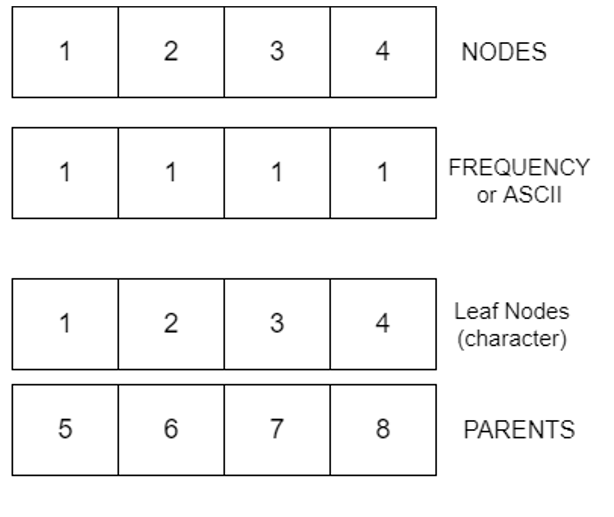 1 2 3 4 NODES
1 1 1 1 FREQUENCY
or ASCII
1 2 3 4 Leaf Nodes
(character)
5 6 7 8 PARENTS